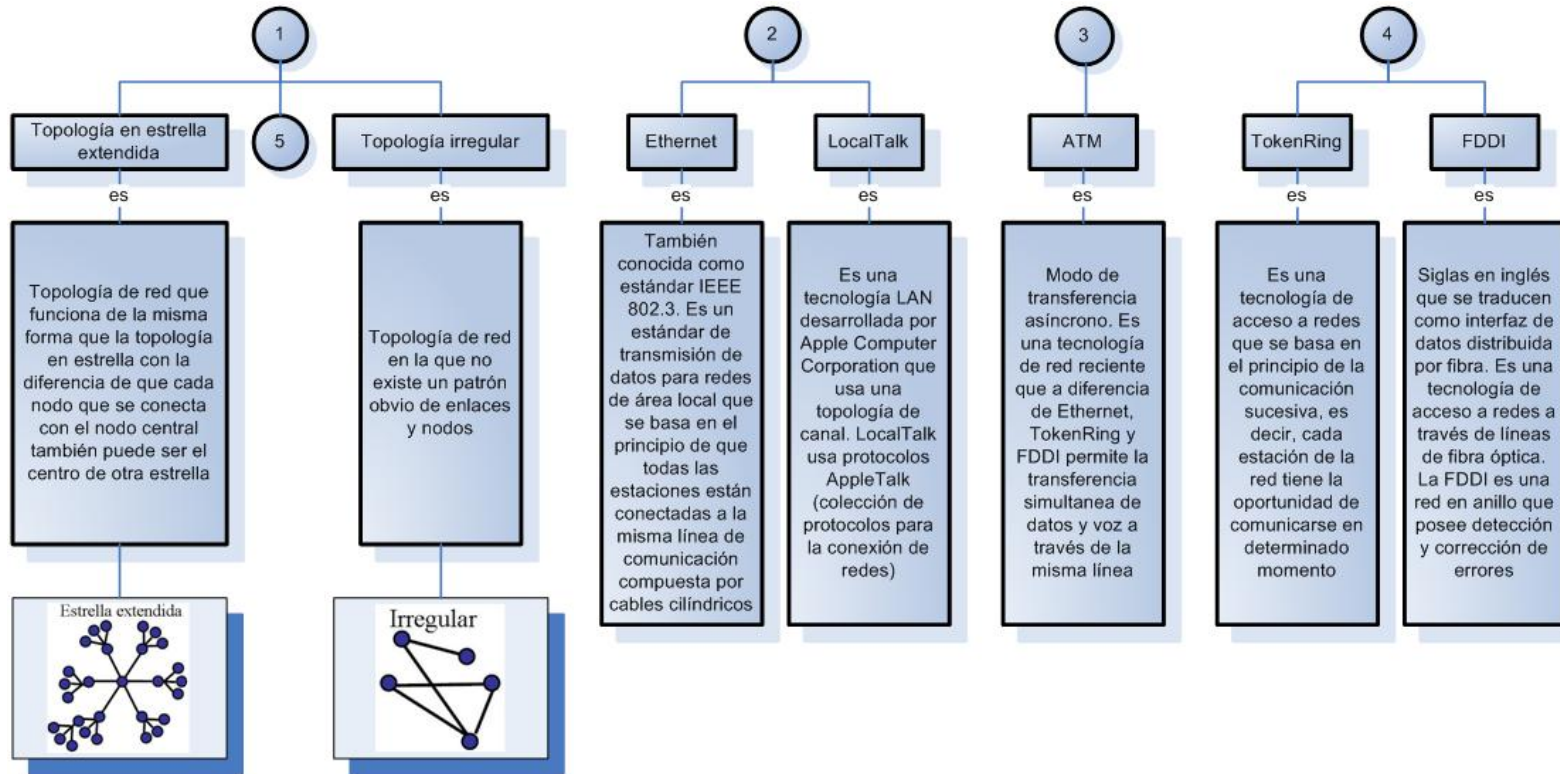 1
2
3
4
Topología en estrella
extendida
5
Topología irregular
Ethernet
LocalTalk
ATM
TokenRing
FDDI
es
es
es
es
es
es
es
Topología de red que
funciona de la misma
forma que la topología
en estrella con la
diferencia de que cada
nodo que se conecta
con el nodo central
también puede ser el
centro de otra estrella
Topología de red
en la que no
existe un patrón
obvio de enlaces
y nodos
También
conocida como
estándar IEEE
802.3. Es un
estándar de
transmisión de
datos para redes
de área local que
se basa en el
principio de que
todas las
estaciones están
conectadas a la
misma línea de
comunicación
compuesta por
cables cilíndricos
Es una
tecnología LAN
desarrollada por
Apple Computer
Corporation que
usa una
topología de
canal. LocalTalk
usa protocolos
AppleTalk
(colección de
protocolos para
la conexión de
redes)
Modo de
transferencia
asíncrono. Es
una tecnología
de red reciente
que a diferencia
de Ethernet,
TokenRing y
FDDI permite la
transferencia
simultanea de
datos y voz a
través de la
misma línea
Es una
tecnología de
acceso a redes
que se basa en
el principio de la
comunicación
sucesiva, es
decir, cada
estación de la
red tiene la
oportunidad de
comunicarse en
determinado
momento
Siglas en inglés
que se traducen
como interfaz de
datos distribuida
por fibra. Es una
tecnología de
acceso a redes a
través de líneas
de fibra óptica.
La FDDI es una
red en anillo que
posee detección
y corrección de
errores
Estrella extendida
Irregular